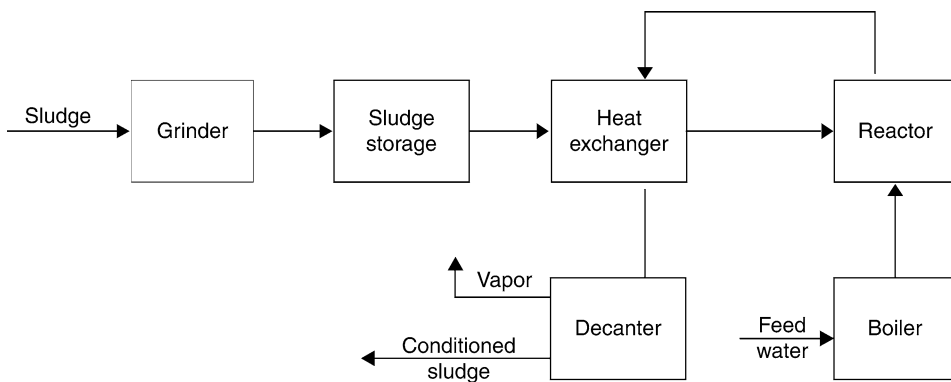 Sludge
Grinder
Sludge
storage
Heat
exchanger
Reactor
Vapor
Conditioned
sludge
Decanter
Feed
water
Boiler